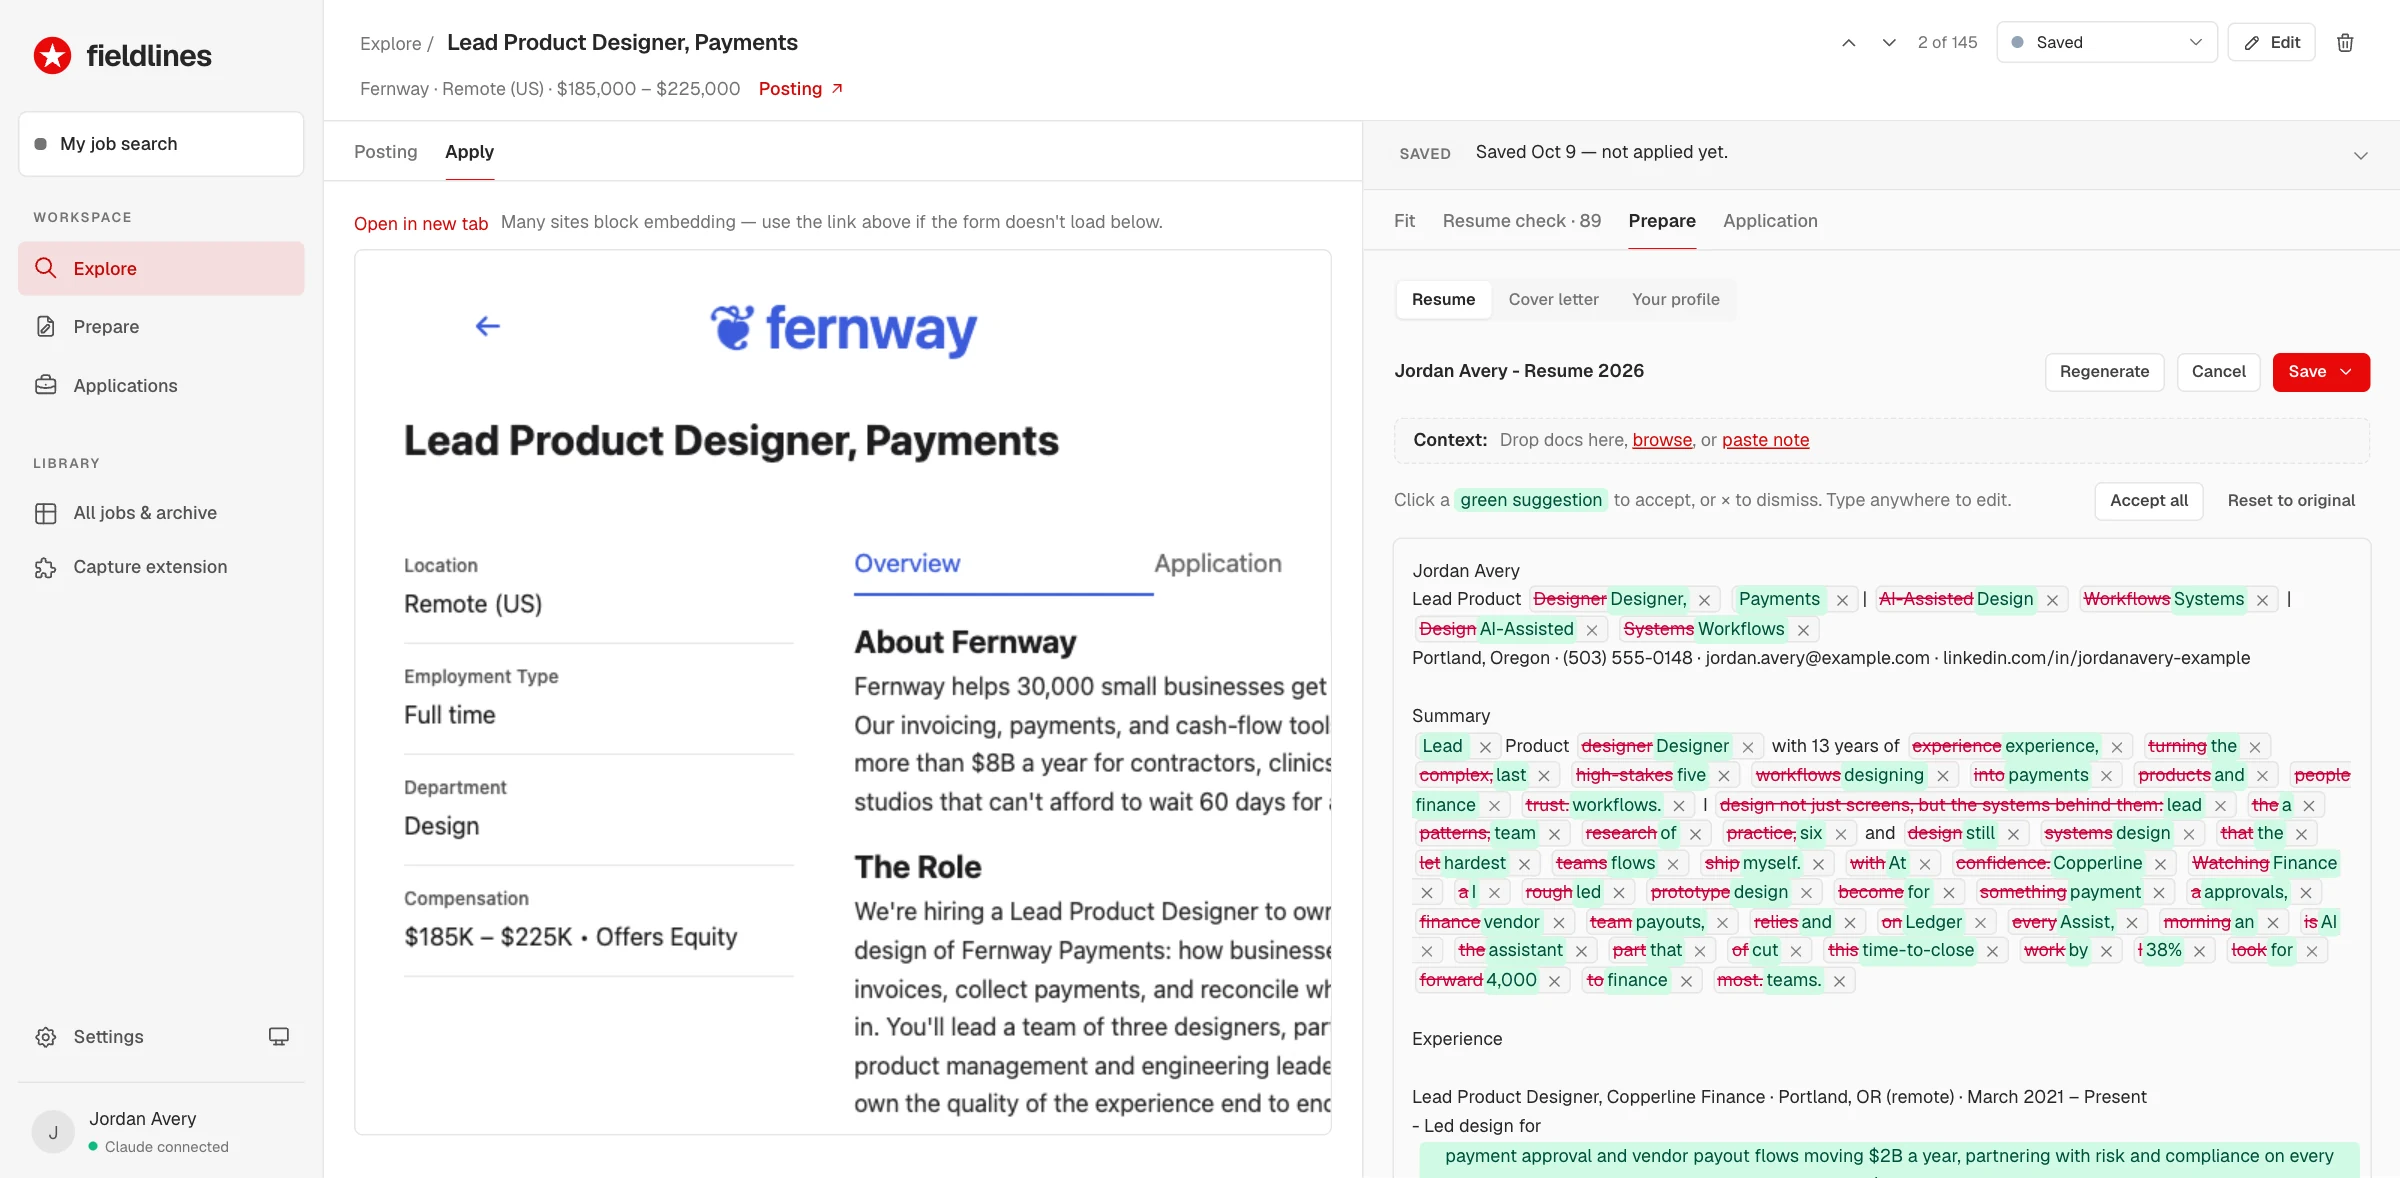 fieldlines
My job search
WORKSPACE
Explore
Prepare
Applications
LIBRARY
All jobs & archive
Capture extension
Settings
J
Jordan Avery
Claude connected
Explore / Lead Product Designer, Payments
Fernway · Remote (US) · $185,000 – $225,000 Posting ↗
2 of 145
Saved
Edit
Posting Apply
Open in new tab Many sites block embedding — use the link above if the form doesn't load below.
fernway
Lead Product Designer, Payments
Location
Remote (US)
Employment Type
Full time
Department
Design
Compensation
$185K – $225K • Offers Equity
Overview Application
About Fernway
Fernway helps 30,000 small businesses get
Our invoicing, payments, and cash-flow tool
more than $8B a year for contractors, clinics
studios that can't afford to wait 60 days for
The Role
We're hiring a Lead Product Designer to own
design of Fernway Payments: how businesse
invoices, collect payments, and reconcile wh
in. You'll lead a team of three designers, par
product management and engineering leade
own the quality of the experience end to end
SAVED Saved Oct 9 — not applied yet.
Fit Resume check · 89 Prepare Application
Resume Cover letter Your profile
Jordan Avery - Resume 2026
Regenerate Cancel Save
Context: Drop docs here, browse, or paste note
Click a green suggestion to accept, or × to dismiss. Type anywhere to edit.
Accept all Reset to original
Jordan Avery
Lead Product Designer Designer, × Payments × | AI-Assisted Design × Workflows Systems × |
Design AI-Assisted × Systems Workflows ×
Portland, Oregon · (503) 555-0148 · jordan.avery@example.com · linkedin.com/in/jordanavery-example
Summary
Lead × Product designer Designer × with 13 years of experience experience, × turning the ×
complex, last × high-stakes five × workflows designing × into payments × products and × people
finance × trust. workflows. × I design not just screens, but the systems behind them: lead × the a ×
patterns, team × research of × practice, six × and design still × systems design × that the ×
let hardest × teams flows × ship myself. × with At × confidence. Copperline × Watching Finance
× a I × rough led × prototype design × become for × something payment × a approvals, ×
finance vendor × team payouts, × relies and × on Ledger × every Assist, × morning an × is AI
× the assistant × part that × of cut × this time-to-close × work by × I 38% × look for ×
forward 4,000 × to finance × most. teams. ×
Experience
Lead Product Designer, Copperline Finance · Portland, OR (remote) · March 2021 – Present
- Led design for
payment approval and vendor payout flows moving $2B a year, partnering with risk and compliance on every